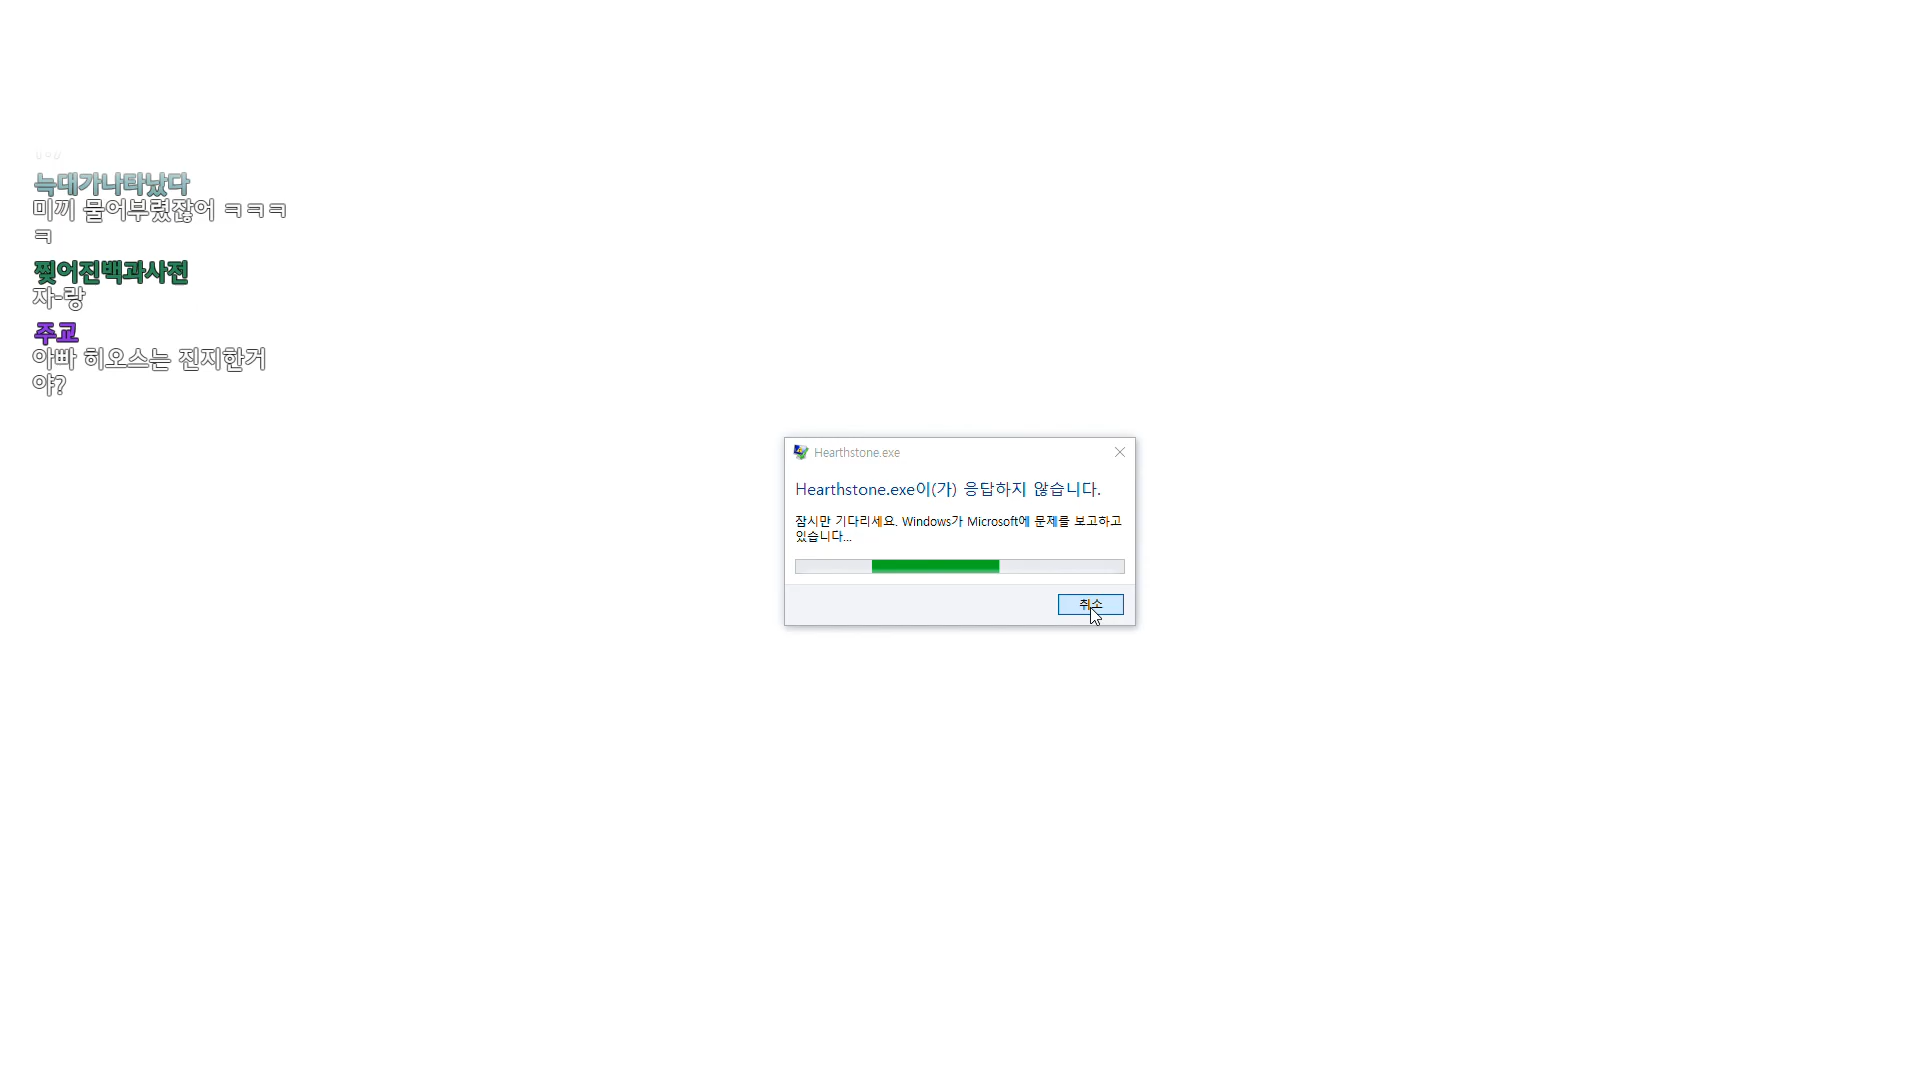 늑대가나타났다
미끼 물어부렸잖어 ㅋㅋㅋ
ㅋ
찢어진백과사전
자-랑
주교
아빠 히오스는 진지한거
야?
Hearthstone.exe
Hearthstone.exe이(가) 응답하지 않습니다.
잠시만 기다리세요. Windows가 Microsoft에 문제를 보고하고
있습니다...
취소